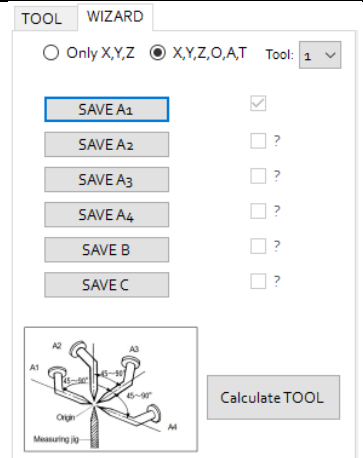 TOOL WIZARD
Only X,Y,Z X,Y,Z,O,A,T Tool: 1
SAVE A1
SAVE A2 ?
SAVE A3 ?
SAVE A4 ?
SAVE B ?
SAVE C ?
A2
A3
A1
45~90°
45~90°
45~90°
A4
Origin
Measuring jig
Calculate TOOL